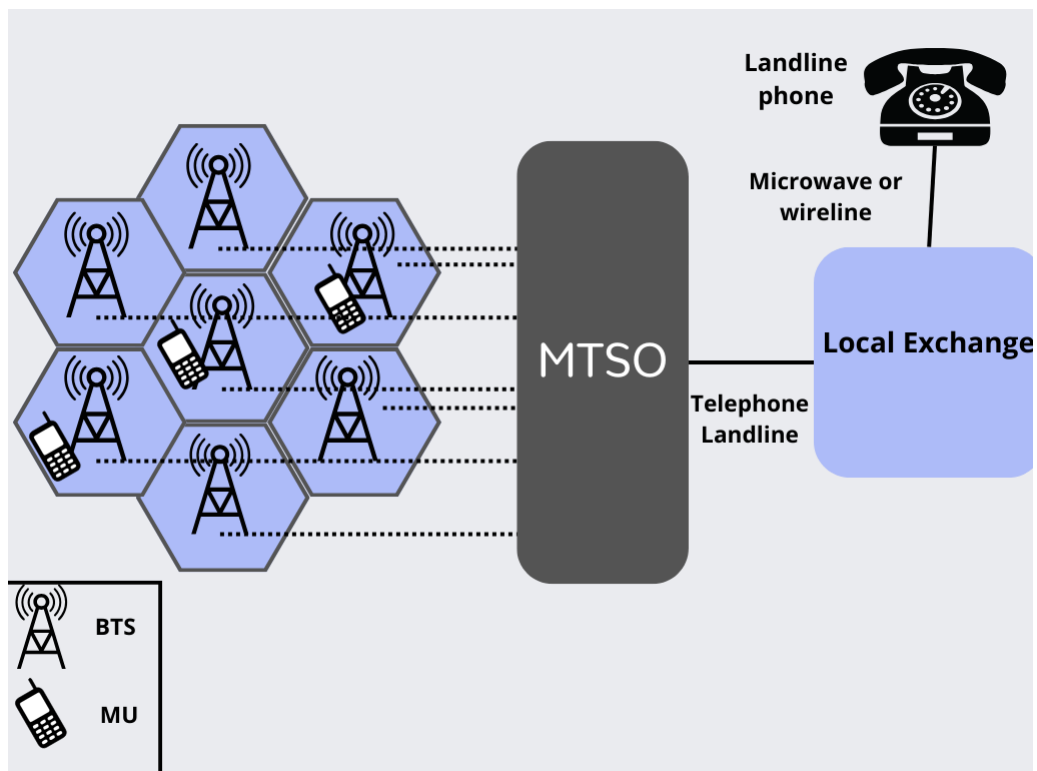 Landline
phone
Microwave or
wireline
MTSO
Local Exchange
Telephone
Landline
BTS
MU